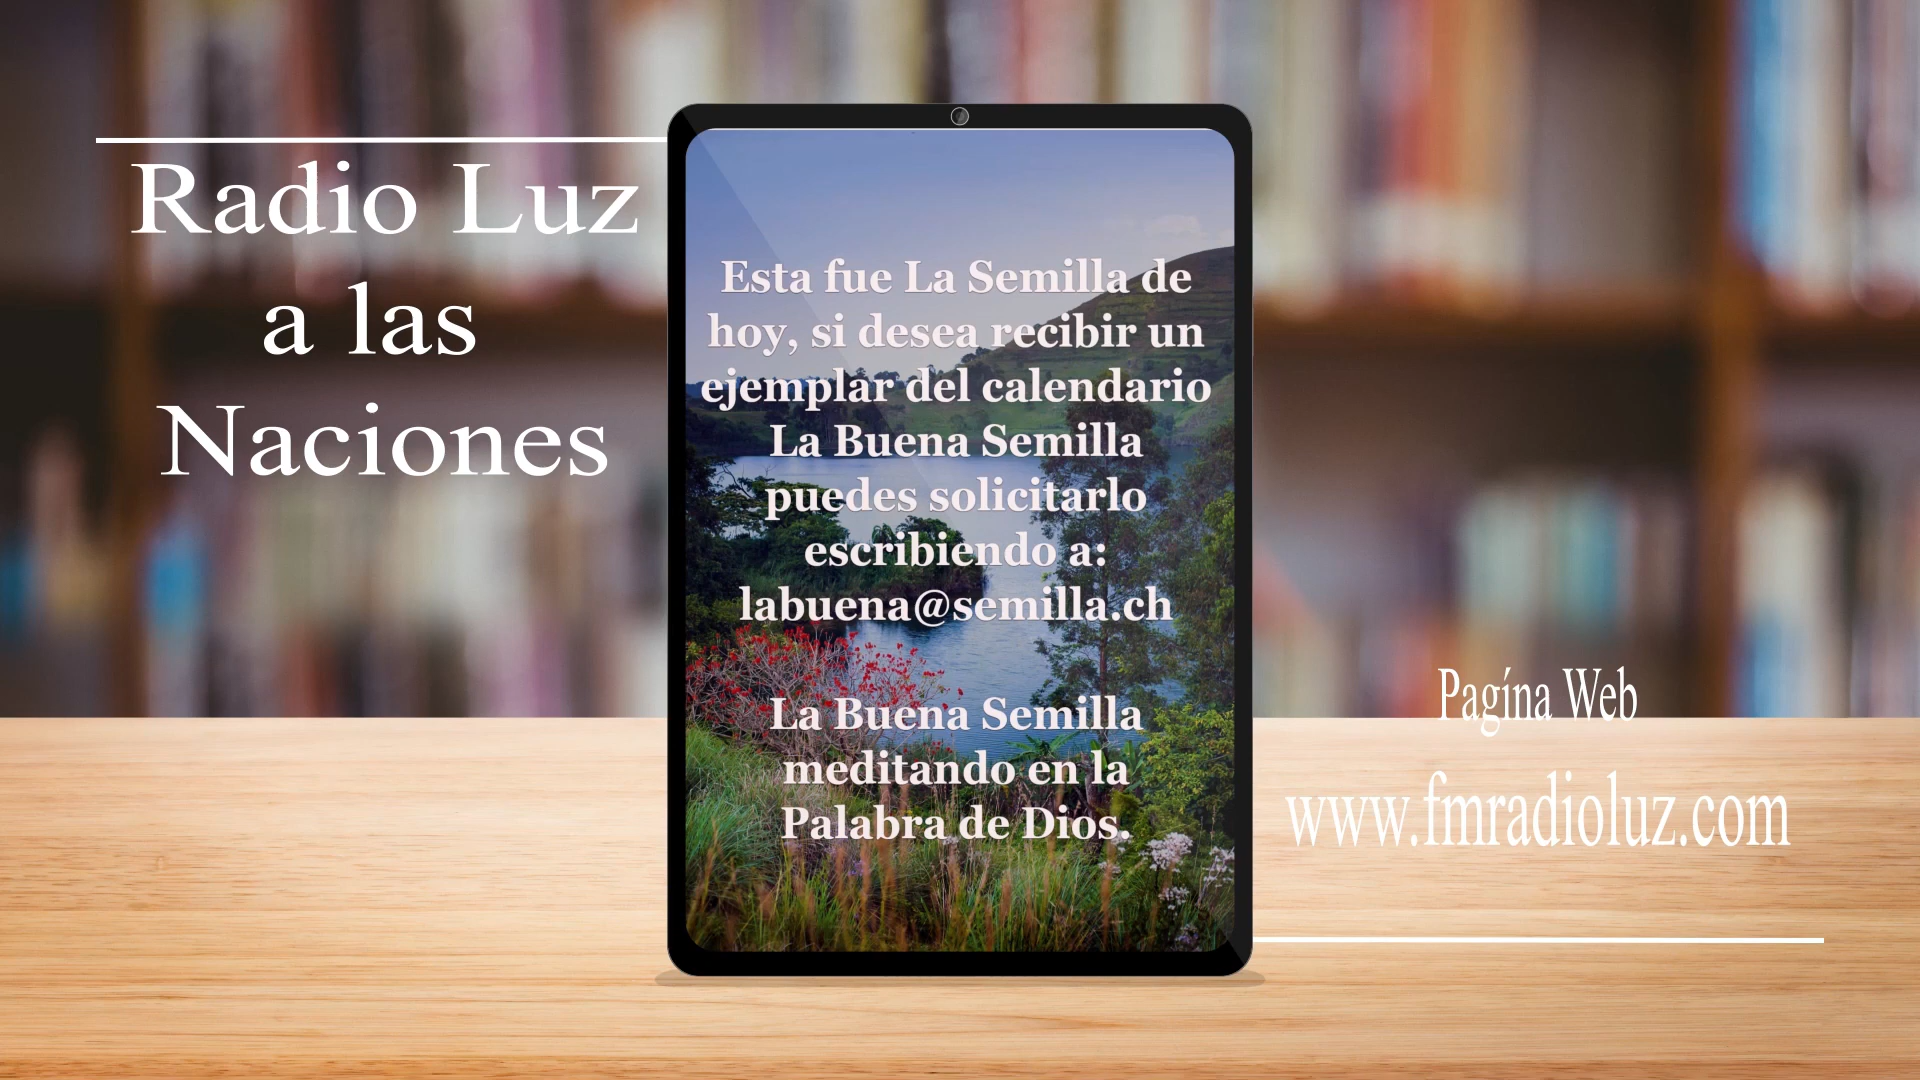 Radio Luz
a las
Naciones
Esta fue La Semilla de
hoy, si desea recibir un
ejemplar del calendario
La Buena Semilla
puedes solicitarlo
escribiendo a:
labuena@semilla.ch
La Buena Semilla
meditando en la
Palabra de Dios.
Pagína Web
www.fmradioluz.com